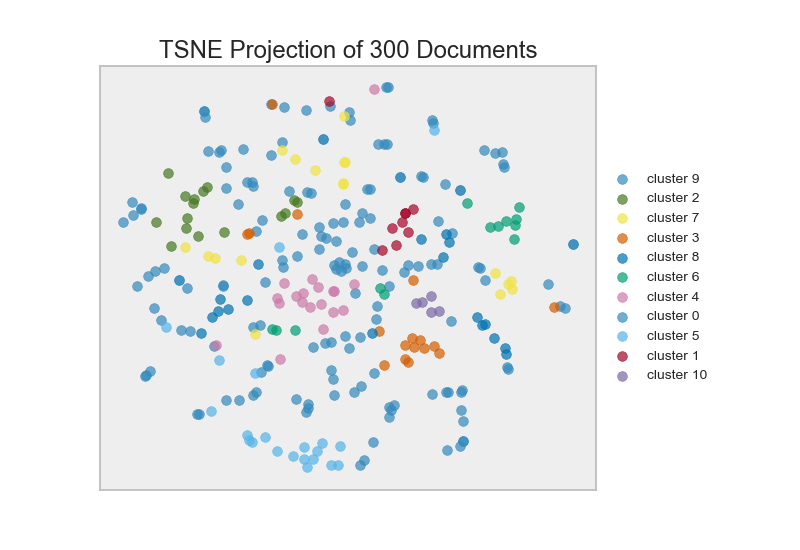 TSNE Projection of 300 Documents
cluster 9
cluster 2
cluster 7
cluster 3
cluster 8
cluster 6
cluster 4
cluster 0
cluster 5
cluster 1
cluster 10